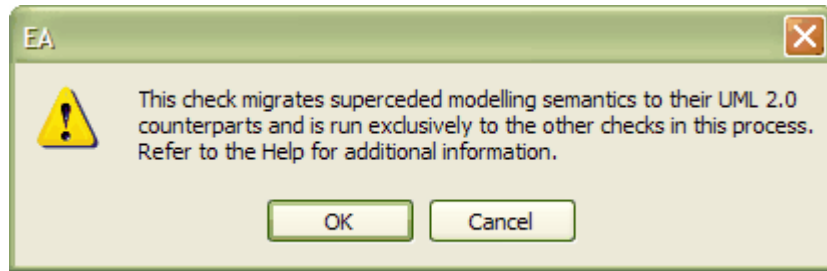 EA
This check migrates superceded modelling semantics to their UML 2.0
counterparts and is run exclusively to the other checks in this process.
Refer to the Help for additional information.
OK
Cancel